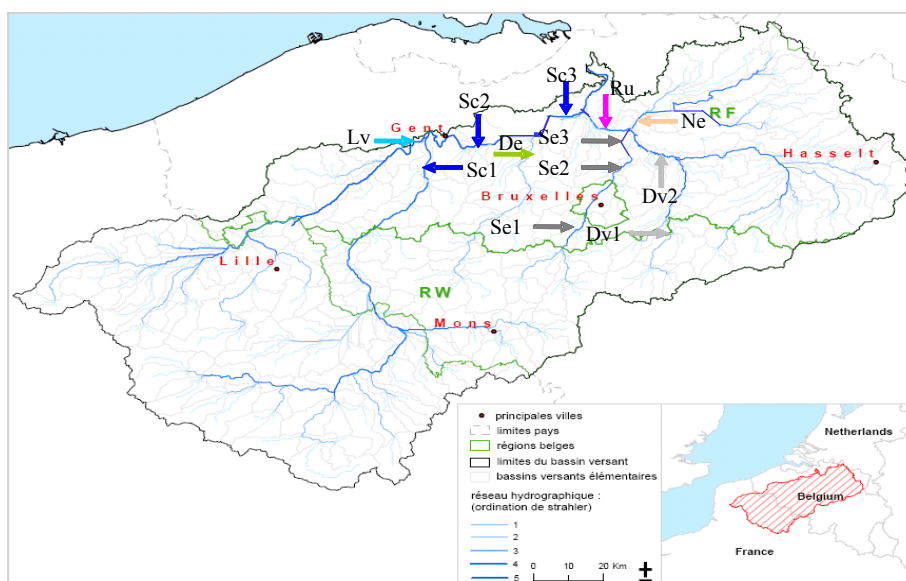 Sc3
Ru
Sc2
RF
Lv
Gent
De
Se3
Ne
Sc1
Se2
Hasselt
Bruxelles
Dv2
Se1
Dv1
Lille
RW
Mons
principales villes
limites pays
régions belges
limites du bassin versant
bassins versants élémentaires
réseau hydrographique :
(ordination de strahler)
1
2
3
4
5
0 10 20 Km
Netherlands
Belgium
France